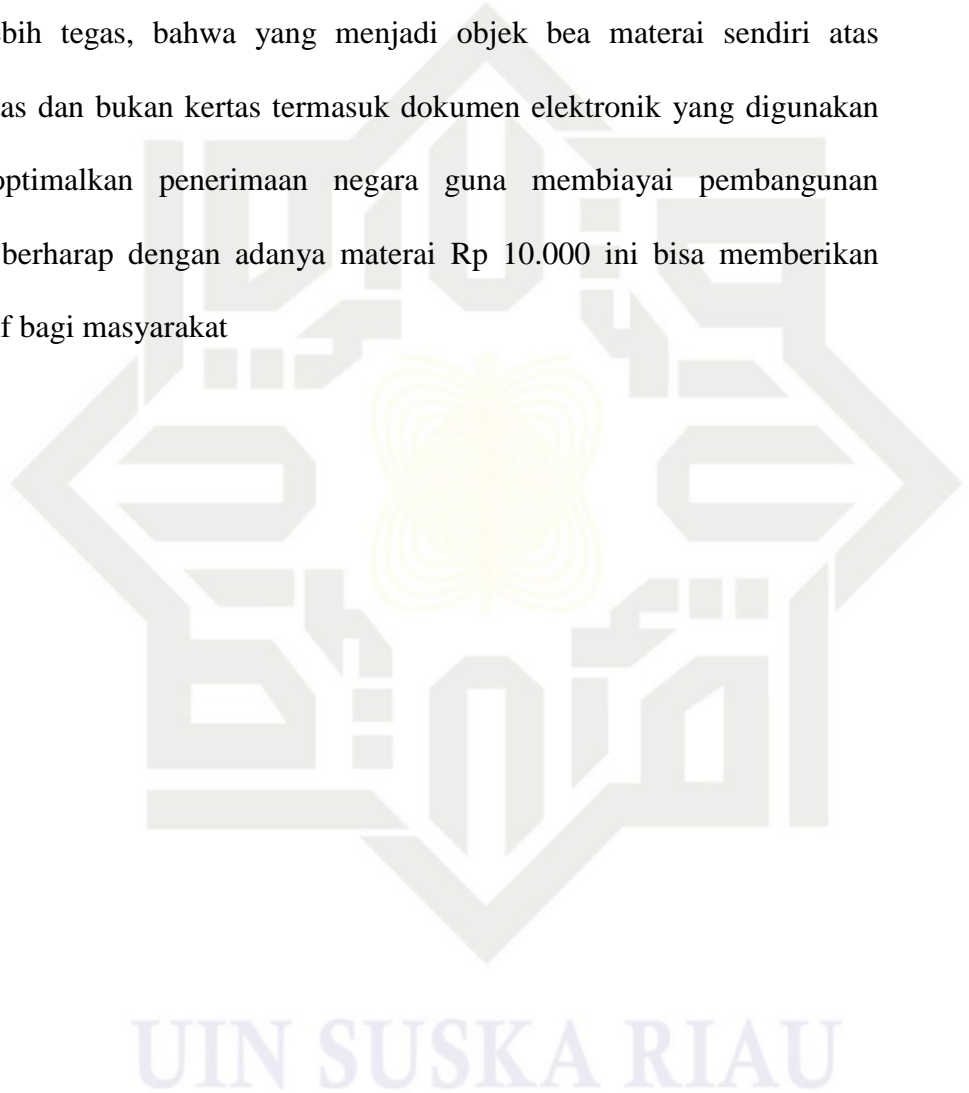 ebih tegas, bahwa yang menjadi objek bea materai sendiri atas
as dan bukan kertas termasuk dokumen elektronik yang digunakan
optimalkan penerimaan negara guna membiayai pembangunan
berharap dengan adanya materai Rp 10.000 ini bisa memberikan
f bagi masyarakat
UIN SUSKA RIAU